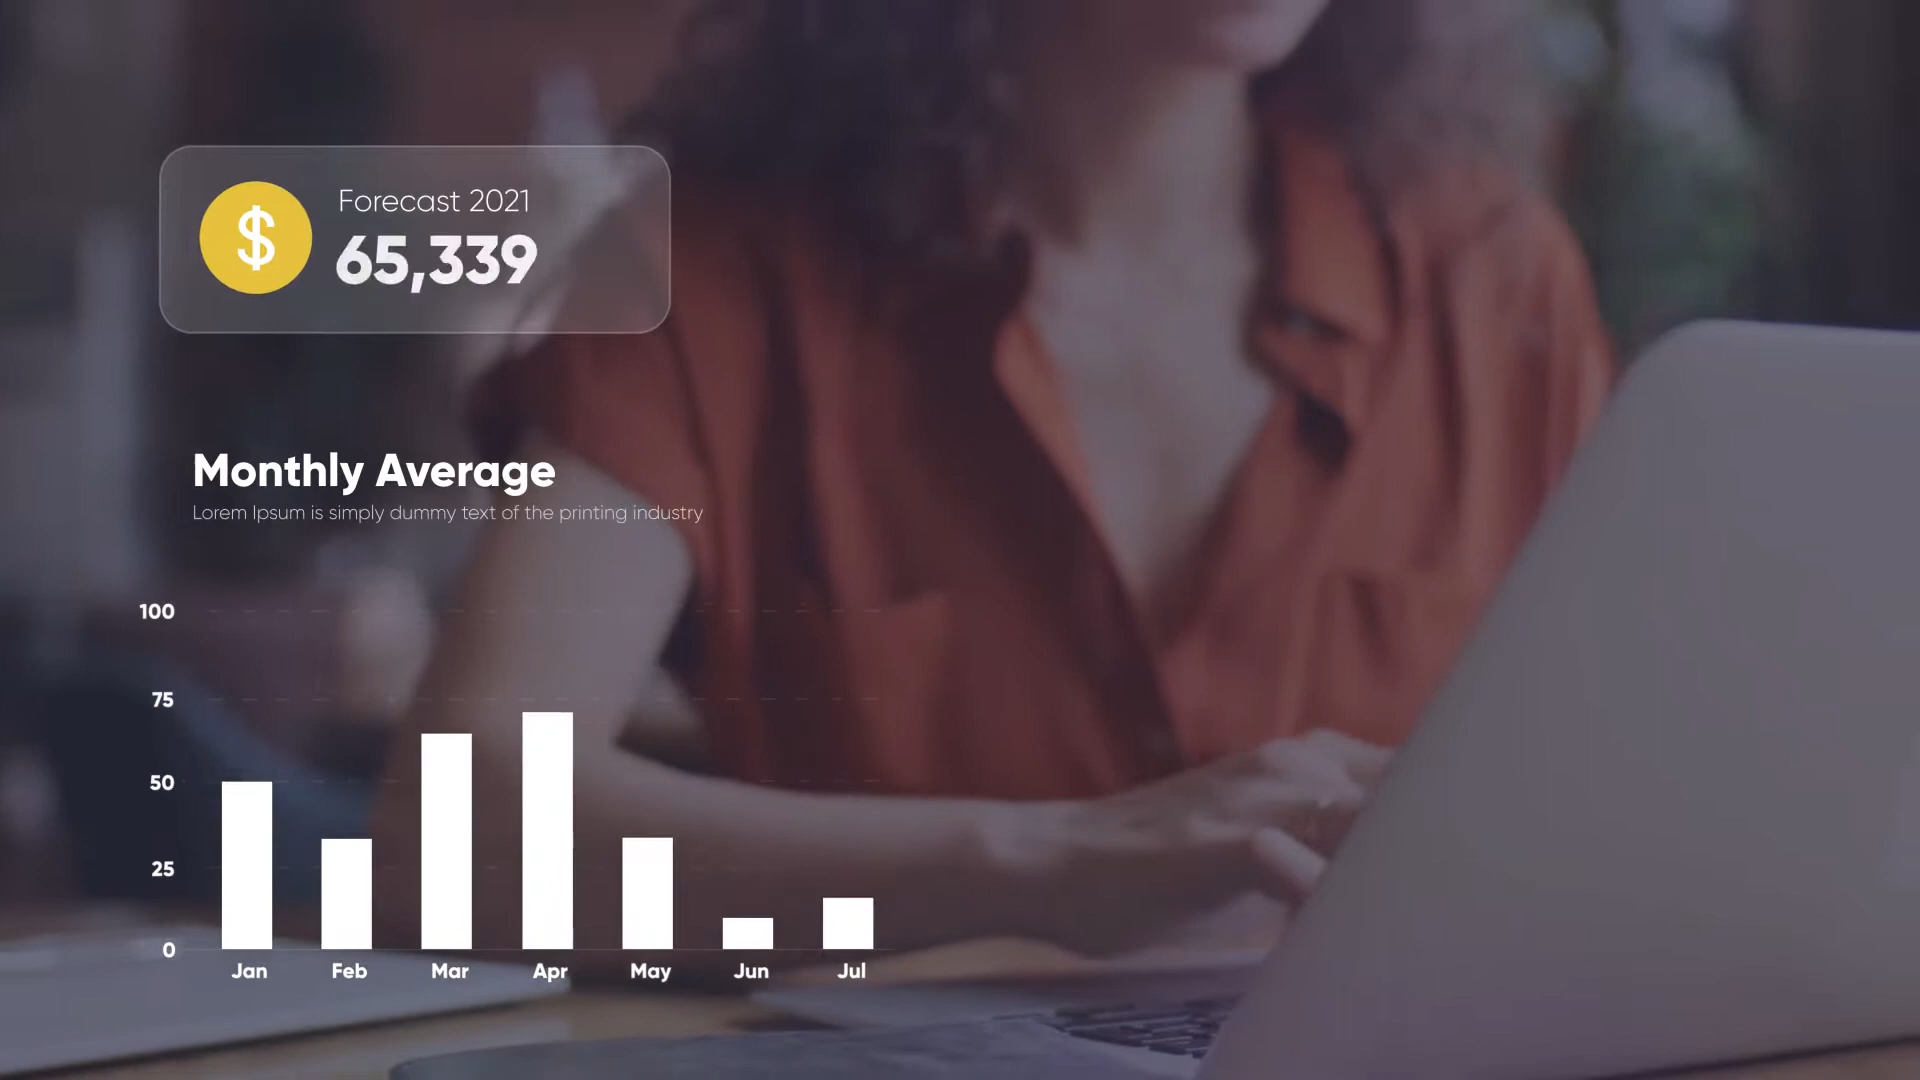 $
Forecast 2021
65,339
Monthly Average
Lorem Ipsum is simply dummy text of the printing industry
100
75
50
25
0
Jan Feb Mar Apr May Jun Jul